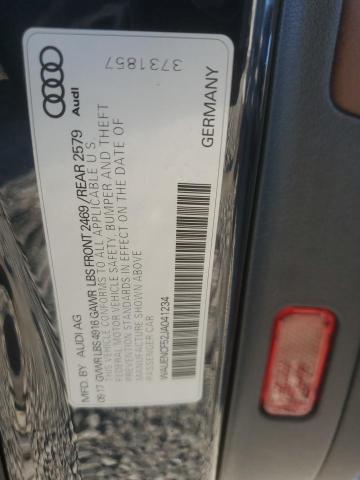 Audi
3731857
MFD. BY AUDI AG GERMANY
09 17 GVWR LBS 4916 GAWR LBS FRONT 2469 / REAR 2579
THIS VEHICLE CONFORMS TO ALL APPLICABLE U S
FEDERAL MOTOR VEHICLE SAFETY, BUMPER AND THEFT
PREVENTION STANDARDS IN EFFECT ON THE DATE OF
MANUFACTURE SHOWN ABOVE
PASSENGER CAR
WAUENCF52JA041234